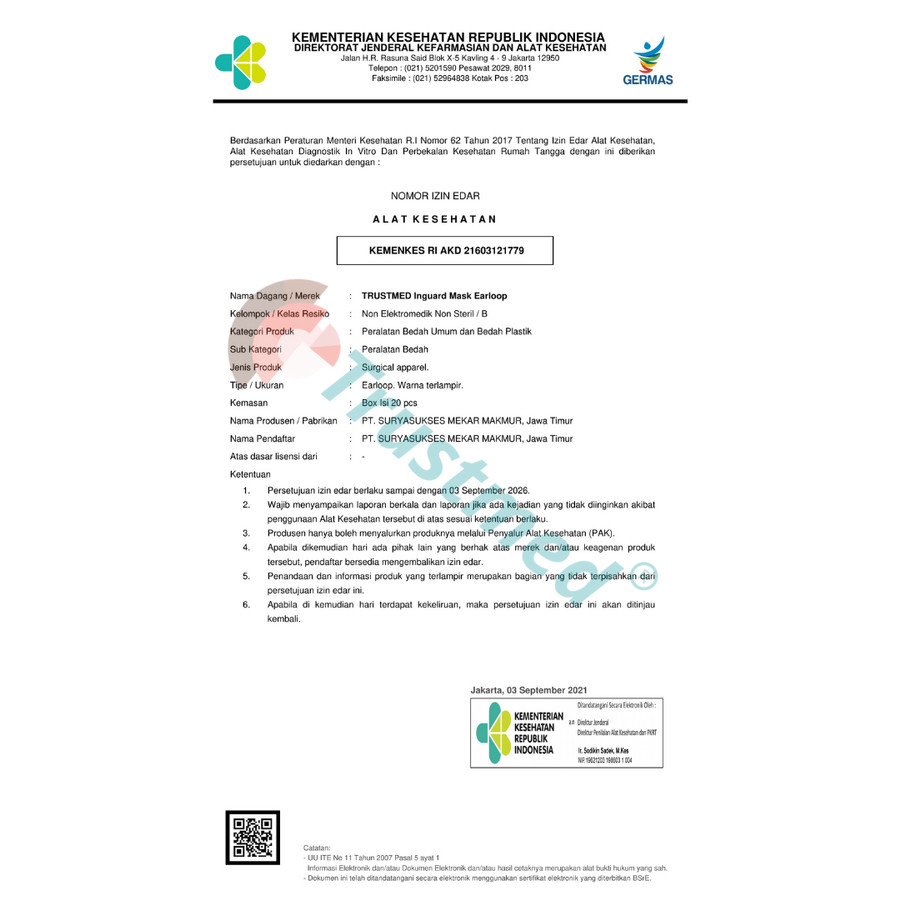 KEMENTERIAN KESEHATAN REPUBLIK INDONESIA
DIREKTORAT JENDERAL KEFARMASIAN DAN ALAT KESEHATAN
Jalan H.R. Rasuna Said Blok X-5 Kavling 4 - 9 Jakarta 12950
Telepon : (021) 5201590 Pesawat 2029, 8011
Faksimile : (021) 52964838 Kotak Pos : 203
GERMAS
Berdasarkan Peraturan Menteri Kesehatan R.I Nomor 62 Tahun 2017 Tentang Izin Edar Alat Kesehatan,
Alat Kesehatan Diagnostik In Vitro Dan Perbekalan Kesehatan Rumah Tangga dengan ini diberikan
persetujuan untuk diedarkan dengan :
NOMOR IZIN EDAR
A L A T K E S E H A T A N
KEMENKES RI AKD 21603121779
Nama Dagang / Merek : TRUSTMED Inguard Mask Earloop
Kelompok / Kelas Resiko : Non Elektromedik Non Steril / B
Kategori Produk : Peralatan Bedah Umum dan Bedah Plastik
Sub Kategori : Peralatan Bedah
Jenis Produk : Surgical apparel.
Tipe / Ukuran : Earloop. Warna terlampir.
Kemasan : Box Isi 20 pcs
Nama Produsen / Pabrikan : PT. SURYASUKSES MEKAR MAKMUR, Jawa Timur
Nama Pendaftar : PT. SURYASUKSES MEKAR MAKMUR, Jawa Timur
Atas dasar lisensi dari : -
Ketentuan
1. Persetujuan izin edar berlaku sampai dengan 03 September 2026.
2. Wajib menyampaikan laporan berkala dan laporan jika ada kejadian yang tidak diinginkan akibat
penggunaan Alat Kesehatan tersebut di atas sesuai ketentuan berlaku.
3. Produsen hanya boleh menyalurkan produknya melalui Penyalur Alat Kesehatan (PAK).
4. Apabila dikemudian hari ada pihak lain yang berhak atas merek dan/atau keagenan produk
tersebut, pendaftar bersedia mengembalikan izin edar.
5. Penandaan dan informasi produk yang terlampir merupakan bagian yang tidak terpisahkan dari
persetujuan izin edar ini.
6. Apabila di kemudian hari terdapat kekeliruan, maka persetujuan izin edar ini akan ditinjau
kembali.
Trustmed ®
Jakarta, 03 September 2021
KEMENTERIAN
KESEHATAN
REPUBLIK
INDONESIA
Ditandatangani Secara Elektronik Oleh :
a.n Direktur Jenderal
Direktur Penilaian Alat Kesehatan dan PKRT
Ir. Sodikin Sadek, M.Kes
NIP. 19621203 198803 1 004
Catatan:
- UU ITE No 11 Tahun 2007 Pasal 5 ayat 1
Informasi Elektronik dan/atau Dokumen Elektronik dan/atau hasil cetaknya merupakan alat bukti hukum yang sah.
- Dokumen ini telah ditandatangani secara elektronik menggunakan sertifikat elektronik yang diterbitkan BSrE.